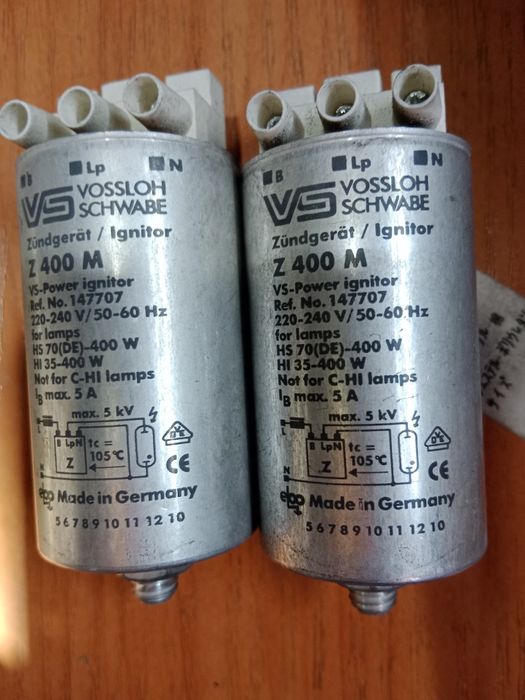 b Lp N
VS VOSSLOH
SCHWABE
Zündgerät / Ignitor
Z 400 M
VS-Power ignitor
Ref. No. 147707
220-240 V/50-60 Hz
for lamps
HS 70(DE)-400 W
HI 35-400 W
Not for C-HI lamps
IB max. 5 A
max. 5 kV
L
B LpN
Z
tc =
105°C
N
CE
Made in Germany
5 6 7 8 9 10 11 12 10
B Lp N
VS VOSSLOH
SCHWABE
Zündgerät / Ignitor
Z 400 M
VS-Power ignitor
Ref. No. 147707
220-240 V/50-60 Hz
for lamps
HS 70(DE)-400 W
HI 35-400 W
Not for C-HI lamps
IB max. 5 A
max. 5 kV
L
B LpN
Z
tc =
105°C
N
CE
Made in Germany
5 6 7 8 9 10 11 12 10